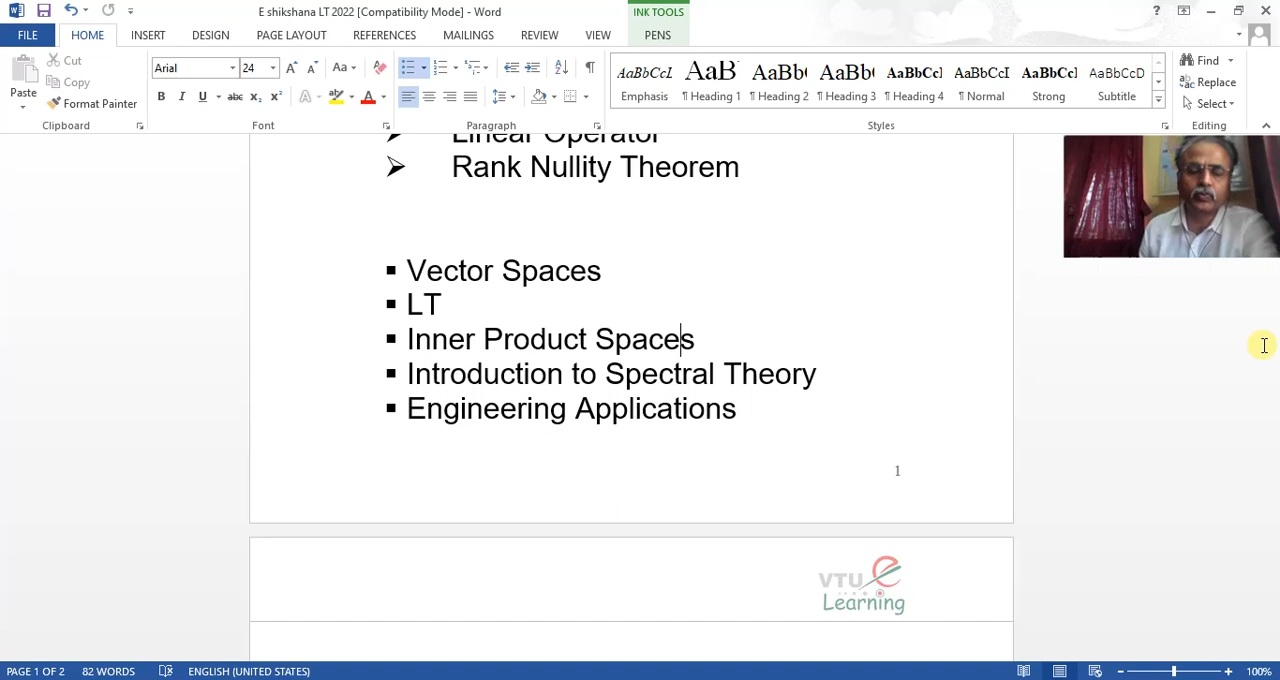 E shikshana LT 2022 [Compatibility Mode] - Word
INK TOOLS
FILE HOME INSERT DESIGN PAGE LAYOUT REFERENCES MAILINGS REVIEW VIEW PENS
Cut
Copy
Format Painter
Paste
Clipboard
Arial 24
Font
Paragraph
AaBbCcI AaB AaBb( AaBb( AaBbCc] AaBbCcI AaBbCc] AaBbCcD
Emphasis ¶ Heading 1 ¶ Heading 2 ¶ Heading 3 ¶ Heading 4 ¶ Normal Strong Subtitle
Styles
Find
Replace
Select
Editing
➢ Linear Operator
➢ Rank Nullity Theorem
▪ Vector Spaces
▪ LT
▪ Inner Product Spaces
▪ Introduction to Spectral Theory
▪ Engineering Applications
1
VTU e
Learning
PAGE 1 OF 2 82 WORDS ENGLISH (UNITED STATES) 100%